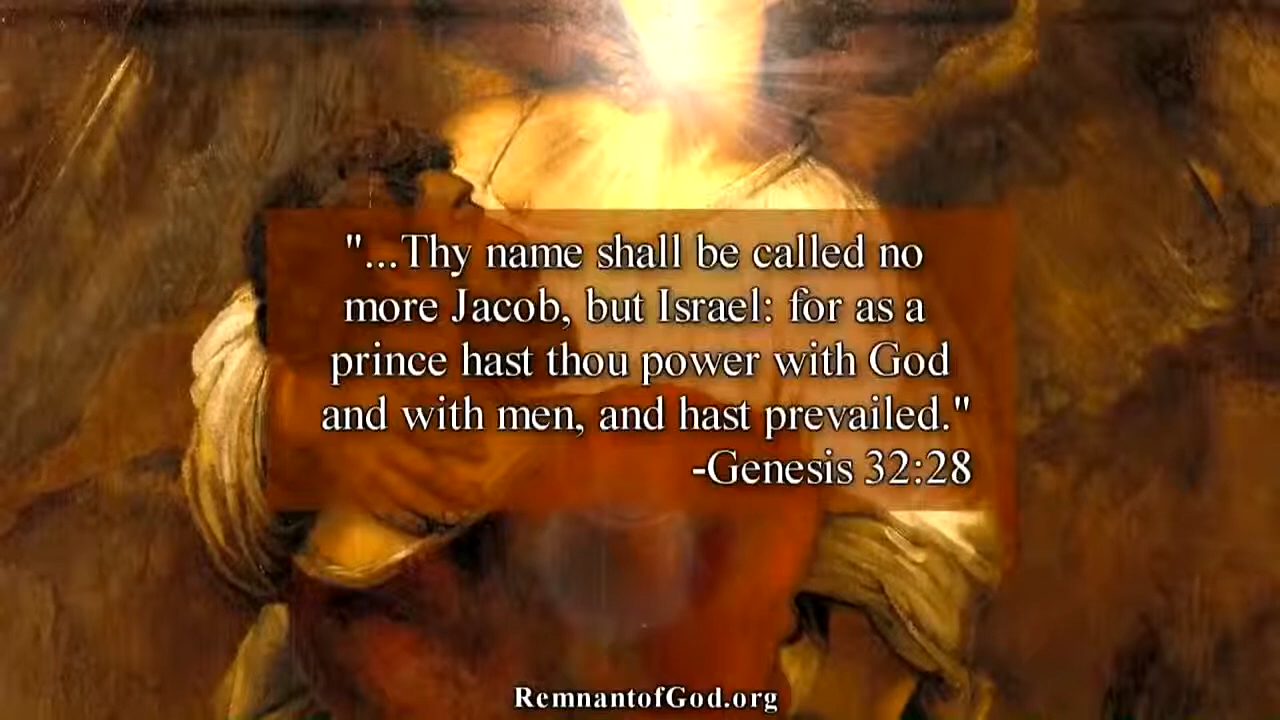 "...Thy name shall be called no
more Jacob, but Israel: for as a
prince hast thou power with God
and with men, and hast prevailed."
-Genesis 32:28
RemnantofGod.org